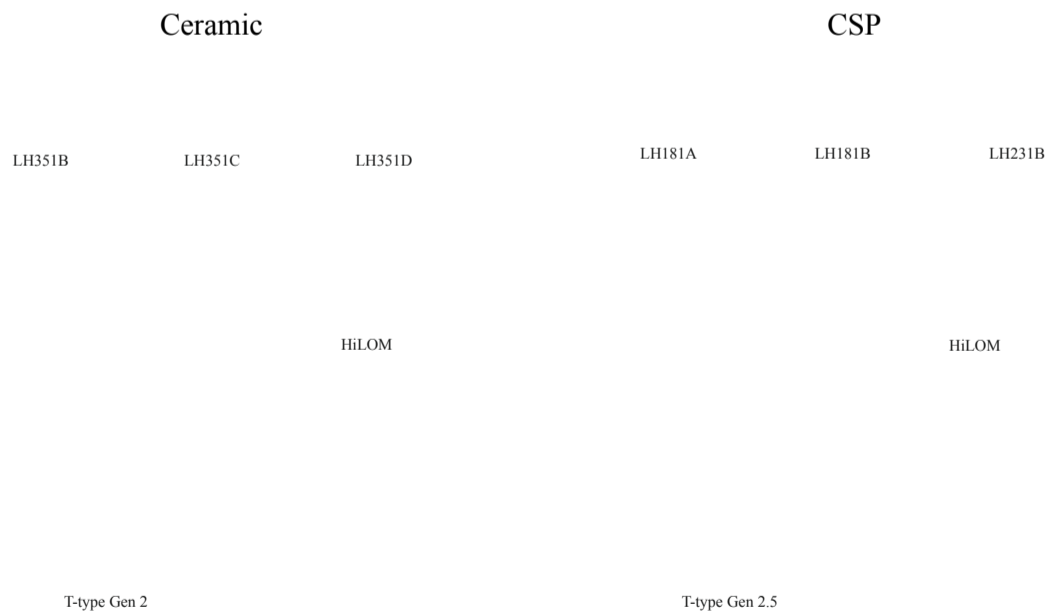 Ceramic
CSP
LH351B
LH351C
LH351D
LH181A
LH181B
LH231B
HiLOM
HiLOM
T-type Gen 2
T-type Gen 2.5